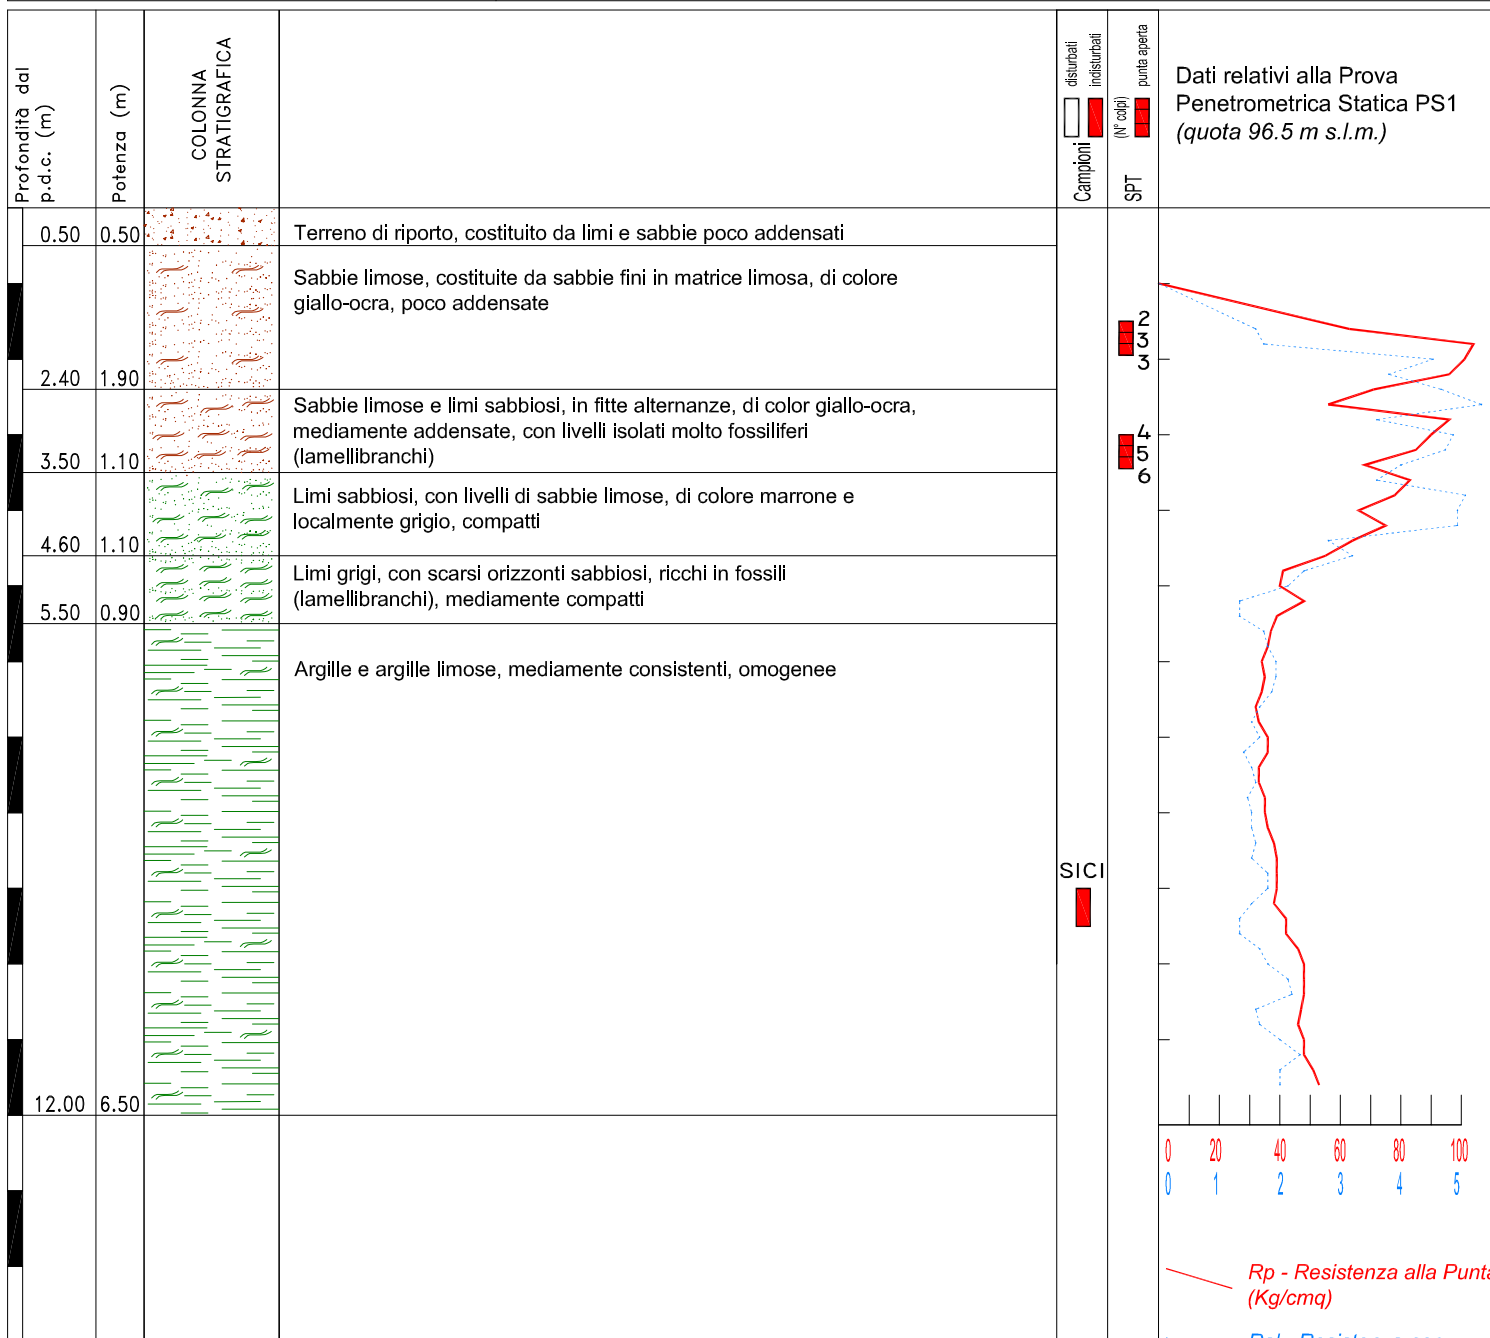 Profondità dal
p.d.c. (m)
Potenza (m)
COLONNA
STRATIGRAFICA
Campioni
disturbati
indisturbati
SPT
(N° colpi)
punta aperta
Dati relativi alla Prova
Penetrometrica Statica PS1
(quota 96.5 m s.l.m.)
0.50 0.50
Terreno di riporto, costituito da limi e sabbie poco addensati
Sabbie limose, costituite da sabbie fini in matrice limosa, di colore
giallo-ocra, poco addensate
2
3
3
2.40 1.90
Sabbie limose e limi sabbiosi, in fitte alternanze, di color giallo-ocra,
mediamente addensate, con livelli isolati molto fossiliferi
(lamellibranchi)
4
5
6
3.50 1.10
Limi sabbiosi, con livelli di sabbie limose, di colore marrone e
localmente grigio, compatti
4.60 1.10
Limi grigi, con scarsi orizzonti sabbiosi, ricchi in fossili
(lamellibranchi), mediamente compatti
5.50 0.90
Argille e argille limose, mediamente consistenti, omogenee
SICI
12.00 6.50
0 20 40 60 80 100
0 1 2 3 4 5
Rp - Resistenza alla Punta
(Kg/cmq)